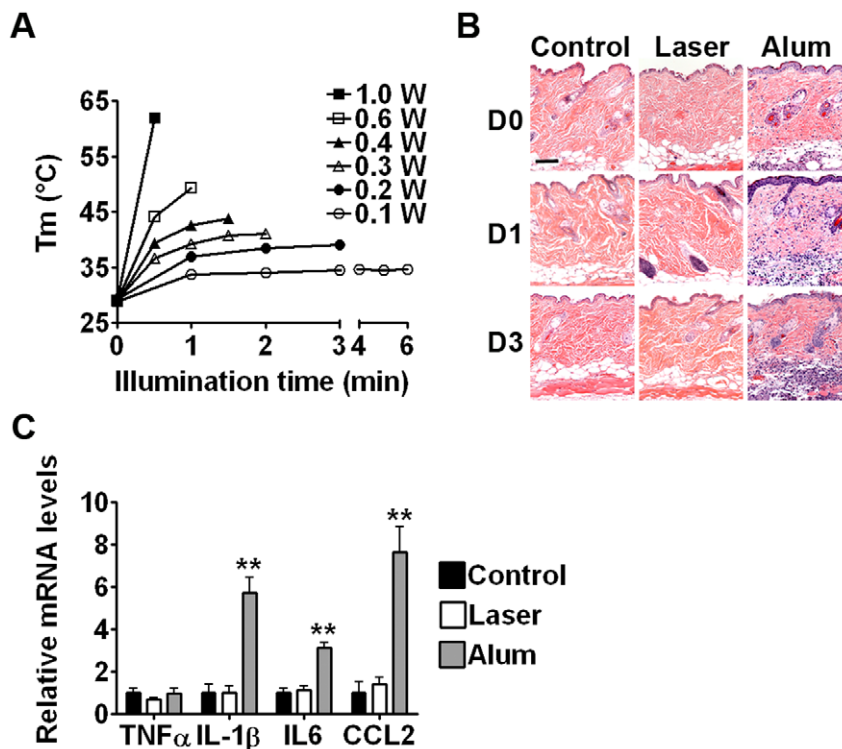 A
65
55
45
35
25
Tm (°C)
0 1 2 3 4 6
Illumination time (min)
1.0 W
0.6 W
0.4 W
0.3 W
0.2 W
0.1 W
B
Control Laser Alum
D0
D1
D3
C
Relative mRNA levels
10
8
6
4
2
0
** ** **
TNFα IL-1β IL6 CCL2
Control
Laser
Alum